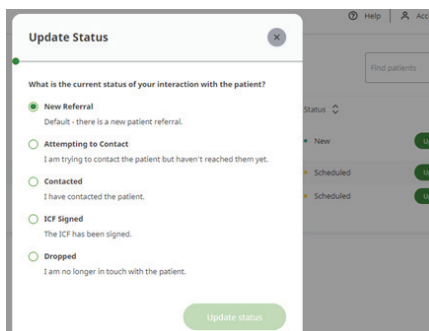 Help
Update Status
Find patients
What is the current status of your interaction with the patient?
Status
New Referral
Default - there is a new patient referral.
New
Attempting to Contact
I am trying to contact the patient but haven't reached them yet.
Scheduled
Contacted
I have contacted the patient.
Scheduled
ICF Signed
The ICF has been signed.
Dropped
I am no longer in touch with the patient.
Update status